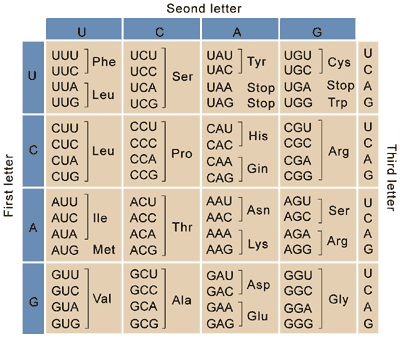 Seond letter
U C A G
First letter
Third letter
U
UUU UCU UAU UGU U
Phe Tyr Cys
UUC UCC UAC UGC C
Ser
UUA UCA UAA Stop UGA Stop A
Leu
UUG UCG UAG Stop UGG Trp G
C
CUU CCU CAU CGU U
His
CUC CCC CAC CGC C
Leu Pro Arg
CUA CCA CAA CGA A
Gin
CUG CCG CAG CGG G
A
AUU ACU AAU AGU U
Asn Ser
AUC Ile ACC AAC AGC C
Thr
AUA ACA AAA AGA A
Lys Arg
AUG Met ACG AAG AGG G
G
GUU GCU GAU GGU U
Asp
GUC GCC GAC GGC C
Val Ala Gly
GUA GCA GAA GGA A
Glu
GUG GCG GAG GGG G